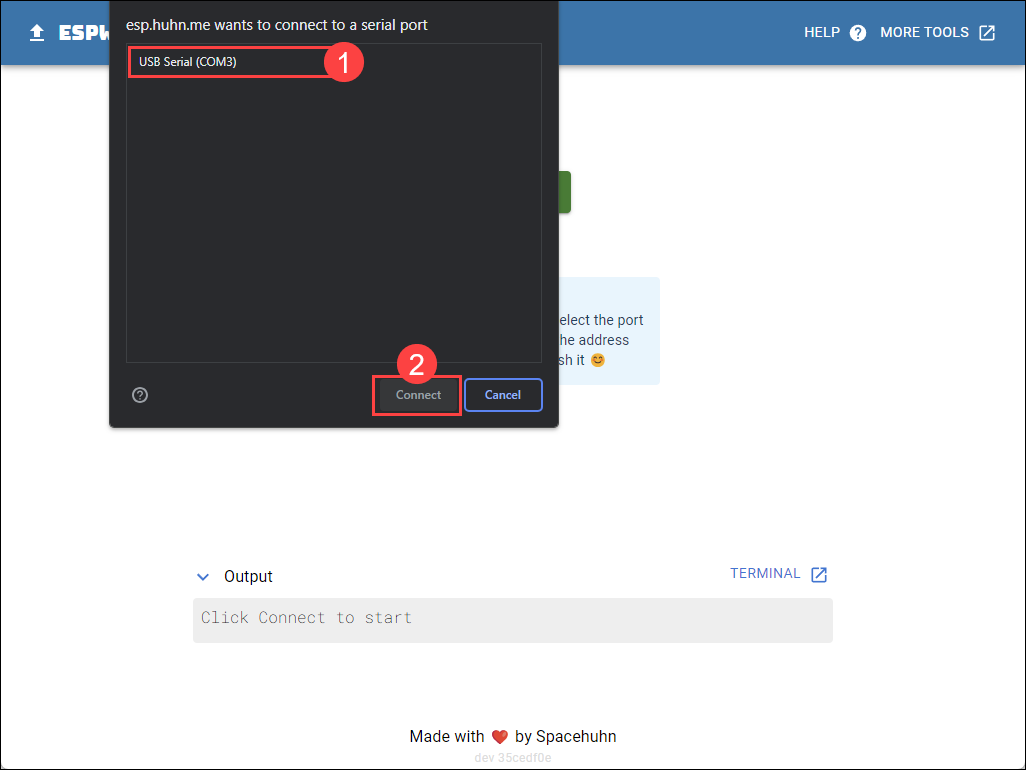 esp.huhn.me wants to connect to a serial port
HELP ? MORE TOOLS
USB Serial (COM3)
1
elect the port
he address
sh it 😊
2
? Connect Cancel
Output
TERMINAL
Click Connect to start
Made with ❤️ by Spacehuhn
dev 35cedf0e